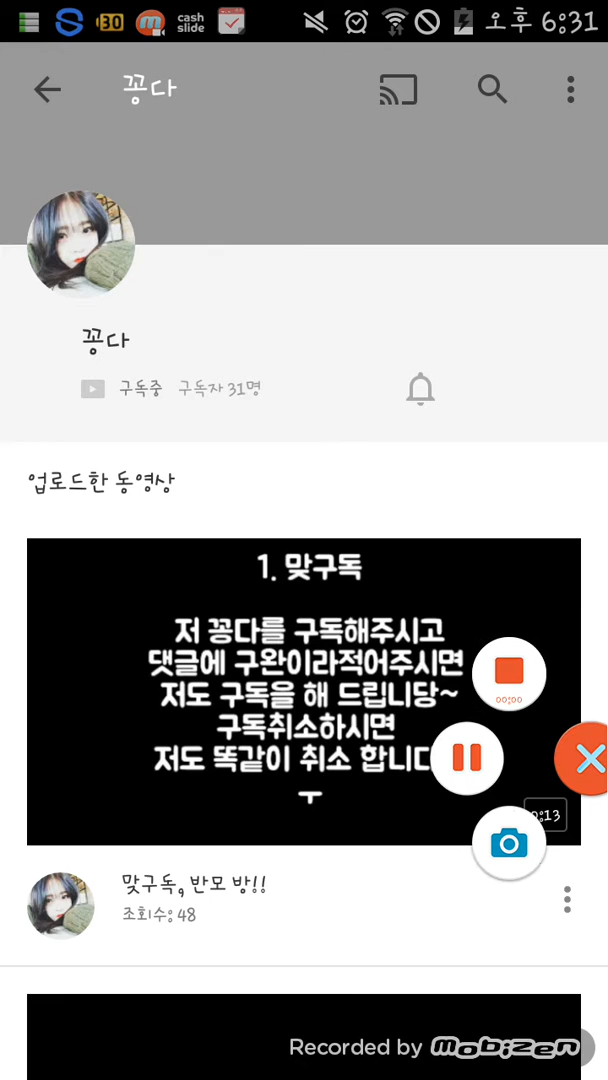 30
cash
slide
오후 6:31
꽁다
꽁다
구독중 구독자 31명
업로드한 동영상
1. 맞구독
저 꽁다를 구독해주시고
댓글에 구완이라적어주시면
저도 구독을 해 드립니당~
구독취소하시면
저도 똑같이 취소 합니다
ㅜ
00:00
0:13
맞구독, 반모 방!!
조회수: 48
Recorded by mobizen